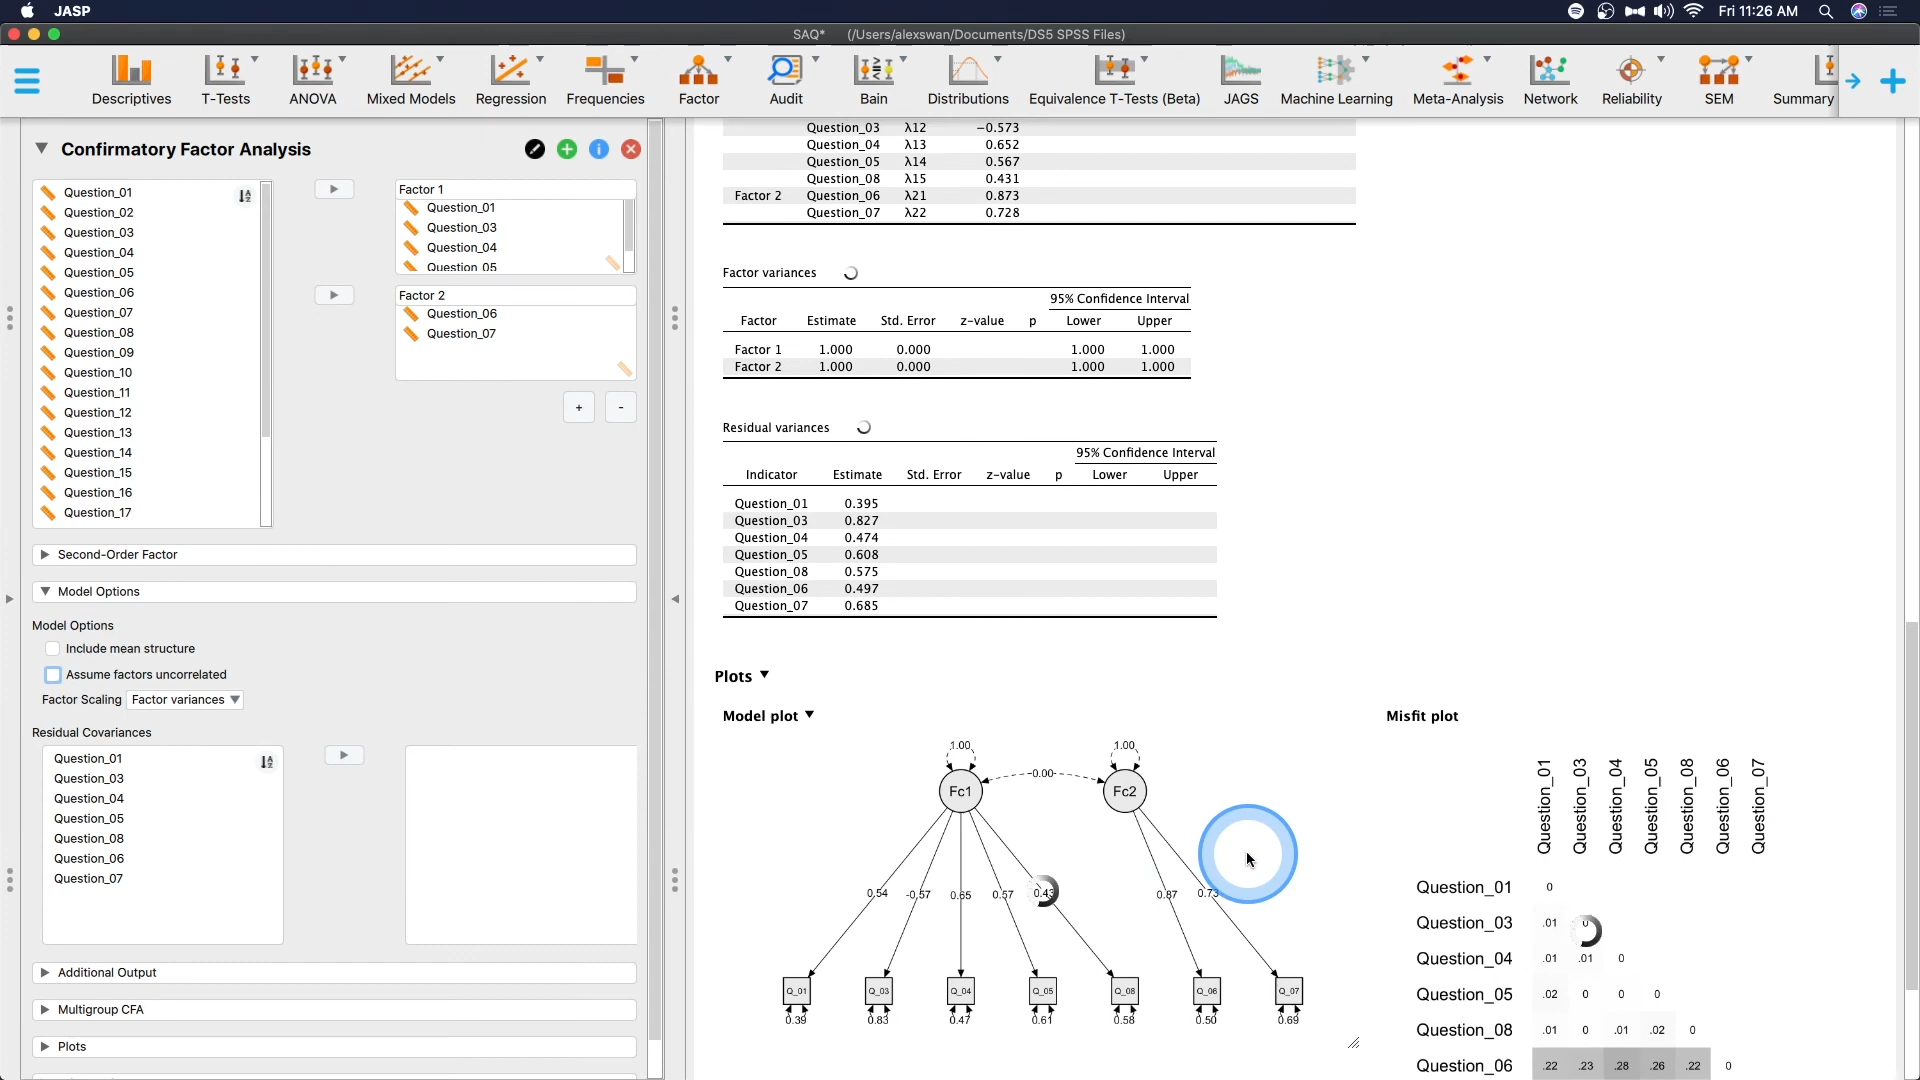 JASP
Fri 11:26 AM
SAQ* (/Users/alexswan/Documents/DS5 SPSS Files)
Descriptives T-Tests ANOVA Mixed Models Regression Frequencies Factor Audit Bain Distributions Equivalence T-Tests (Beta) JAGS Machine Learning Meta-Analysis Network Reliability SEM Summary
Confirmatory Factor Analysis
Question_01
Question_02
Question_03
Question_04
Question_05
Question_06
Question_07
Question_08
Question_09
Question_10
Question_11
Question_12
Question_13
Question_14
Question_15
Question_16
Question_17
Factor 1
Question_01
Question_03
Question_04
Question_05
Factor 2
Question_06
Question_07
+ -
Second-Order Factor
Model Options
Model Options
Include mean structure
Assume factors uncorrelated
Factor Scaling Factor variances
Residual Covariances
Question_01
Question_03
Question_04
Question_05
Question_08
Question_06
Question_07
Additional Output
Multigroup CFA
Plots
Question_03 λ12 −0.573
Question_04 λ13 0.652
Question_05 λ14 0.567
Question_08 λ15 0.431
Factor 2 Question_06 λ21 0.873
Question_07 λ22 0.728
Factor variances
95% Confidence Interval
Factor Estimate Std. Error z-value p Lower Upper
Factor 1 1.000 0.000 1.000 1.000
Factor 2 1.000 0.000 1.000 1.000
Residual variances
95% Confidence Interval
Indicator Estimate Std. Error z-value p Lower Upper
Question_01 0.395
Question_03 0.827
Question_04 0.474
Question_05 0.608
Question_08 0.575
Question_06 0.497
Question_07 0.685
Plots
Model plot
1.00 1.00
0.00
Fc1 Fc2
0.54 -0.57 0.65 0.57 0.43 0.87 0.73
Q_01 Q_03 Q_04 Q_05 Q_08 Q_06 Q_07
0.39 0.83 0.47 0.61 0.58 0.50 0.69
Misfit plot
Question_01 Question_03 Question_04 Question_05 Question_08 Question_06 Question_07
Question_01 0
Question_03 .01 0
Question_04 .01 .01 0
Question_05 .02 0 0 0
Question_08 .01 0 .01 .02 0
Question_06 .22 .23 .28 .26 .22 0